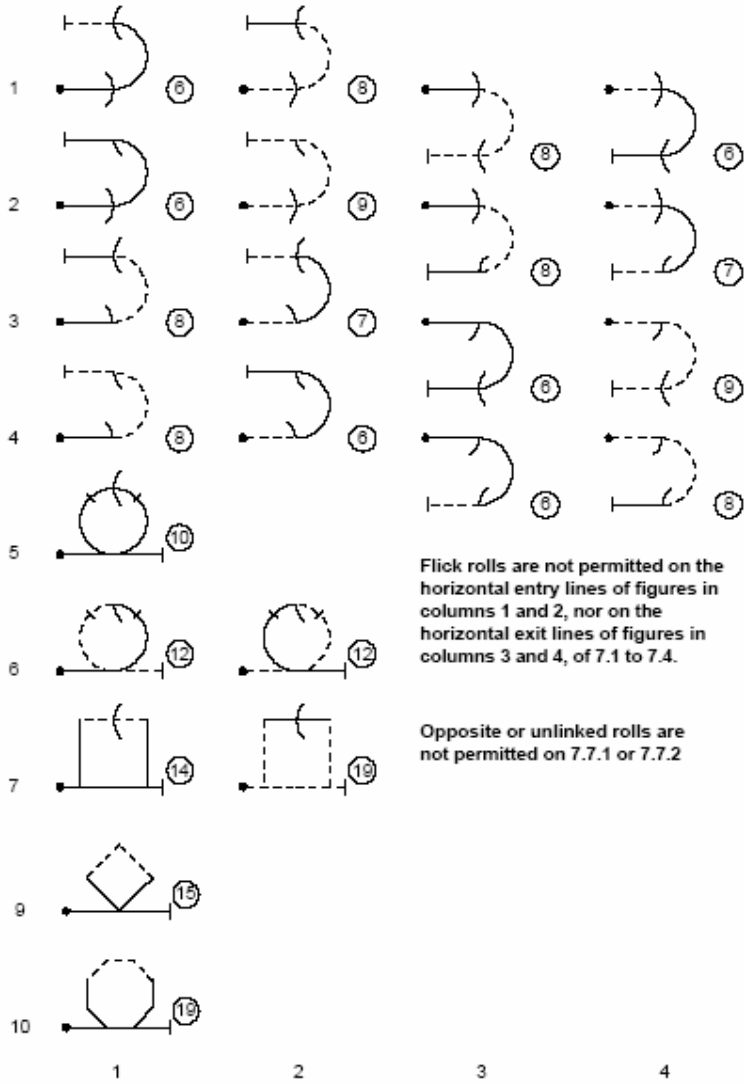 1 6 8 8 6
2 6 9 8 7
3 8 7 6 9
4 8 6 6 8
5 10
Flick rolls are not permitted on the
horizontal entry lines of figures in
columns 1 and 2, nor on the
horizontal exit lines of figures in
columns 3 and 4, of 7.1 to 7.4.
6 12 12
Opposite or unlinked rolls are
not permitted on 7.7.1 or 7.7.2
7 14 19
9 15
10 19
1 2 3 4